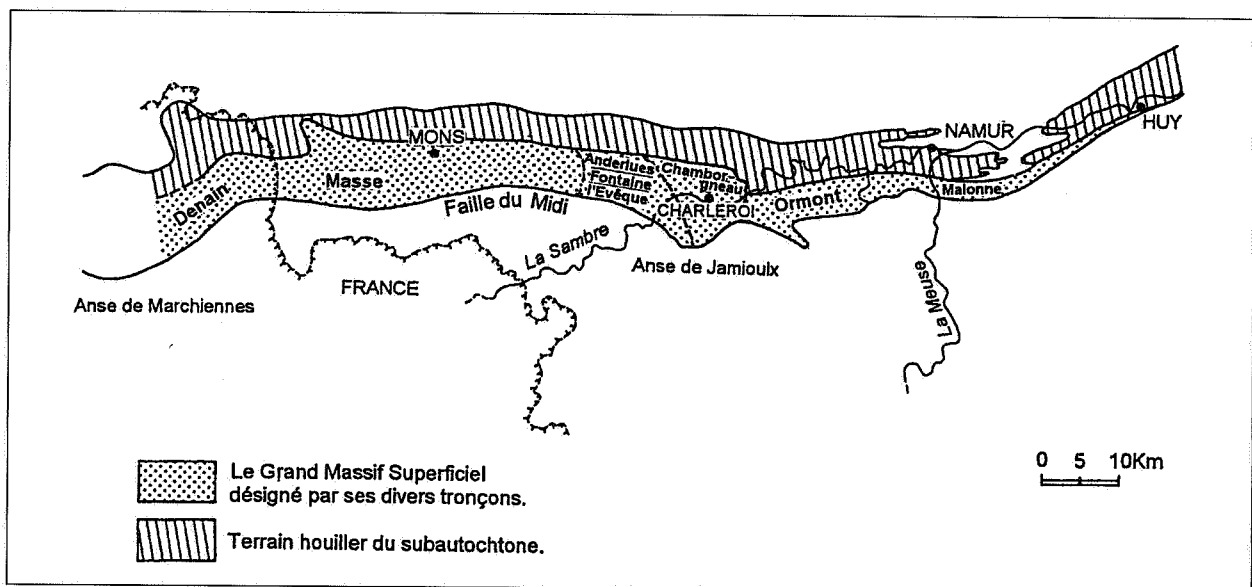 MONS
NAMUR
HUY
Anderlues
Fontaine
l'Evêque
Chambor-
gneau
Denain
Masse
CHARLEROI
Ormont
Malonne
Faille du Midi
La Sambre
Anse de Jamioulx
FRANCE
Anse de Marchiennes
La Meuse
Le Grand Massif Superficiel
désigné par ses divers tronçons.
Terrain houiller du subautochtone.
0 5 10Km